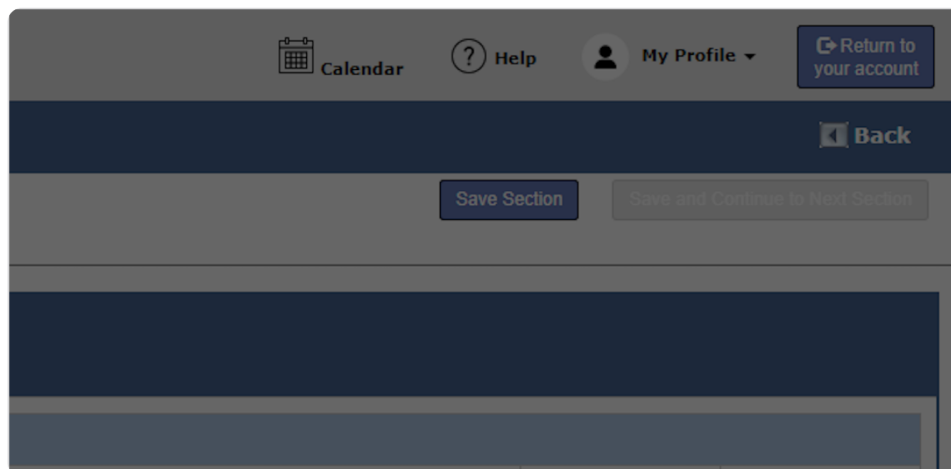 Calendar
? Help
My Profile
Return to
your account
Back
Save Section
Save and Continue to Next Section